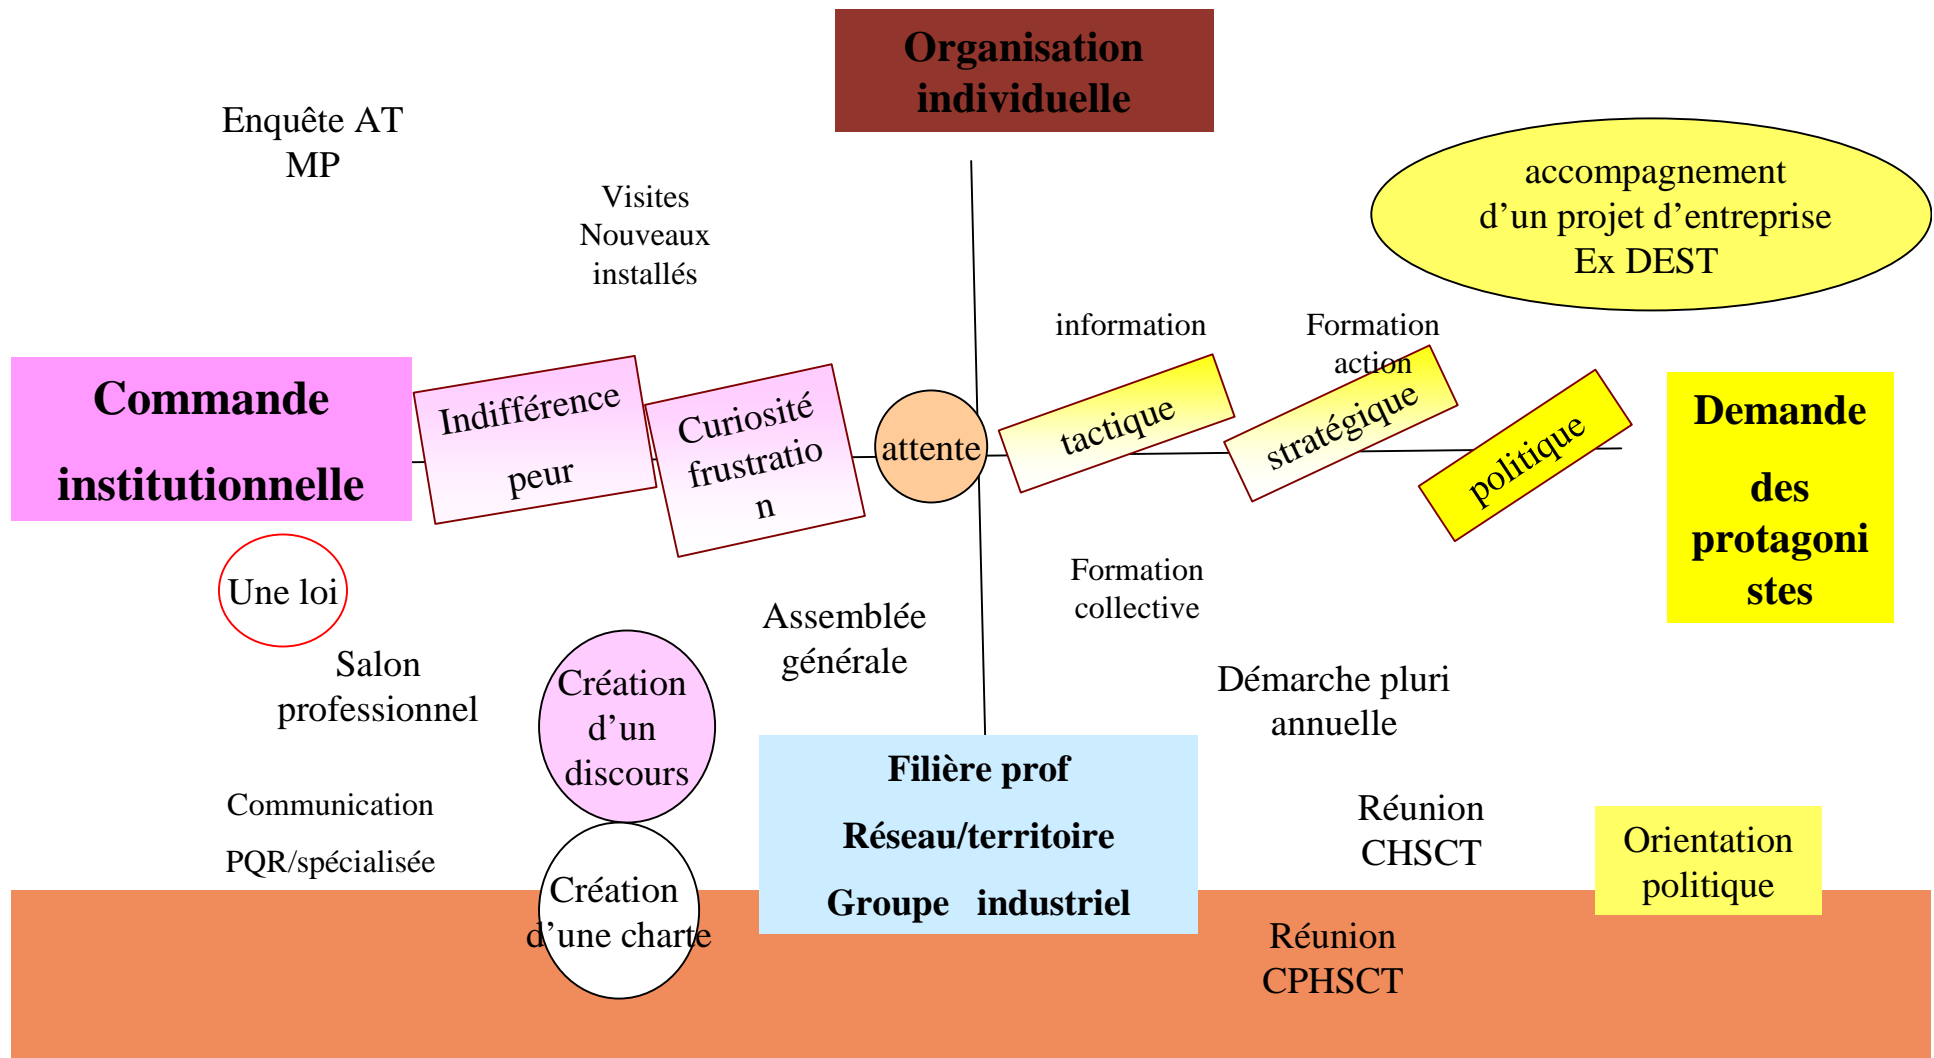 Organisation
individuelle
Enquête AT
MP
Visites
Nouveaux
installés
accompagnement
d’un projet d’entreprise
Ex DEST
information
Formation
action
Commande
institutionnelle
Indifférence
peur
Curiosité
frustratio
n
attente
tactique
stratégique
politique
Demande
des
protagoni
stes
Une loi
Formation
collective
Assemblée
générale
Salon
professionnel
Création
d’un
discours
Démarche pluri
annuelle
Filière prof
Réseau/territoire
Groupe industriel
Communication
PQR/spécialisée
Réunion
CHSCT
Orientation
politique
Création
d’une charte
Réunion
CPHSCT